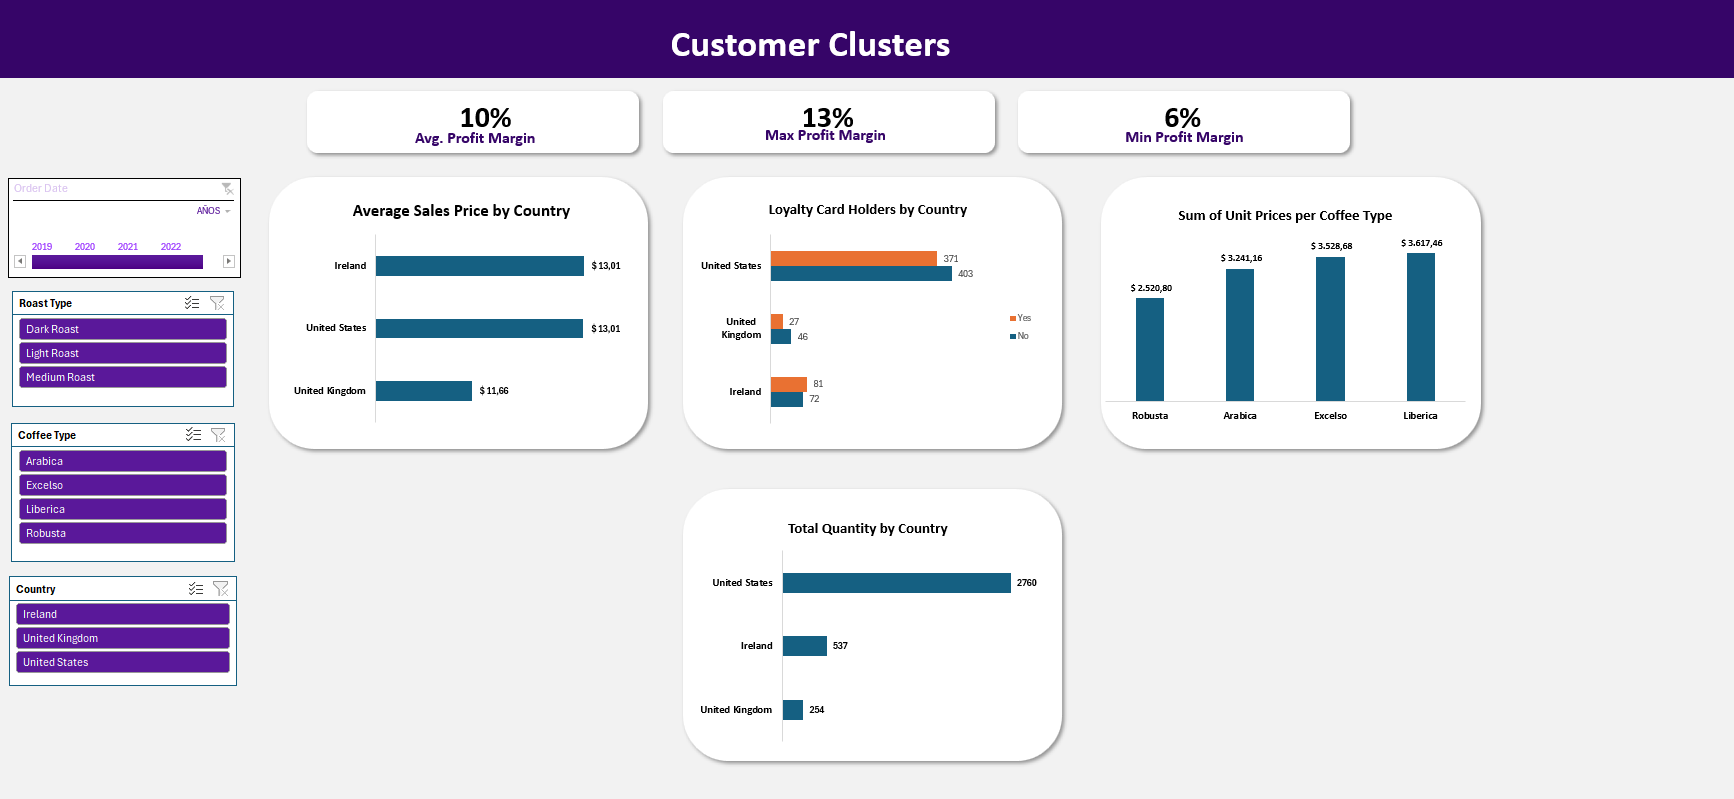 Customer Clusters
10%
Avg. Profit Margin
13%
Max Profit Margin
6%
Min Profit Margin
Order Date
AÑOS
2019 2020 2021 2022
Roast Type
Dark Roast
Light Roast
Medium Roast
Coffee Type
Arabica
Excelso
Liberica
Robusta
Country
Ireland
United Kingdom
United States
Average Sales Price by Country
Ireland $ 13,01
United States $ 13,01
United Kingdom $ 11,66
Loyalty Card Holders by Country
United States 371
403
United
Kingdom
27
46
Ireland 81
72
Yes
No
Sum of Unit Prices per Coffee Type
$ 2.520,80
$ 3.241,16
$ 3.528,68
$ 3.617,46
Robusta Arabica Excelso Liberica
Total Quantity by Country
United States 2760
Ireland 537
United Kingdom 254